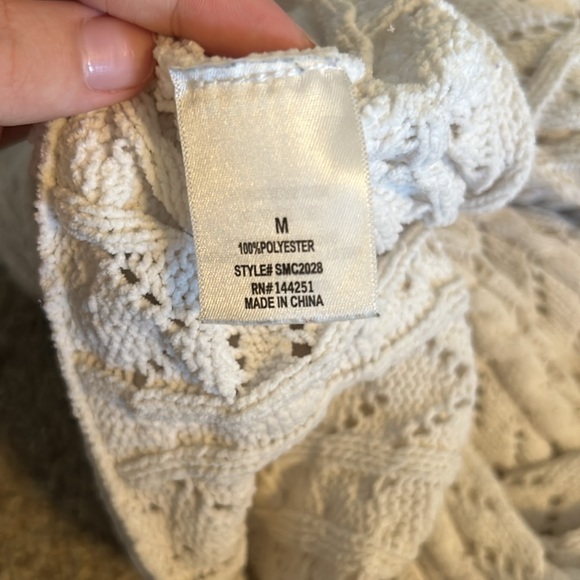 M
100%POLYESTER
STYLE# SMC2028
RN#144251
MADE IN CHINA